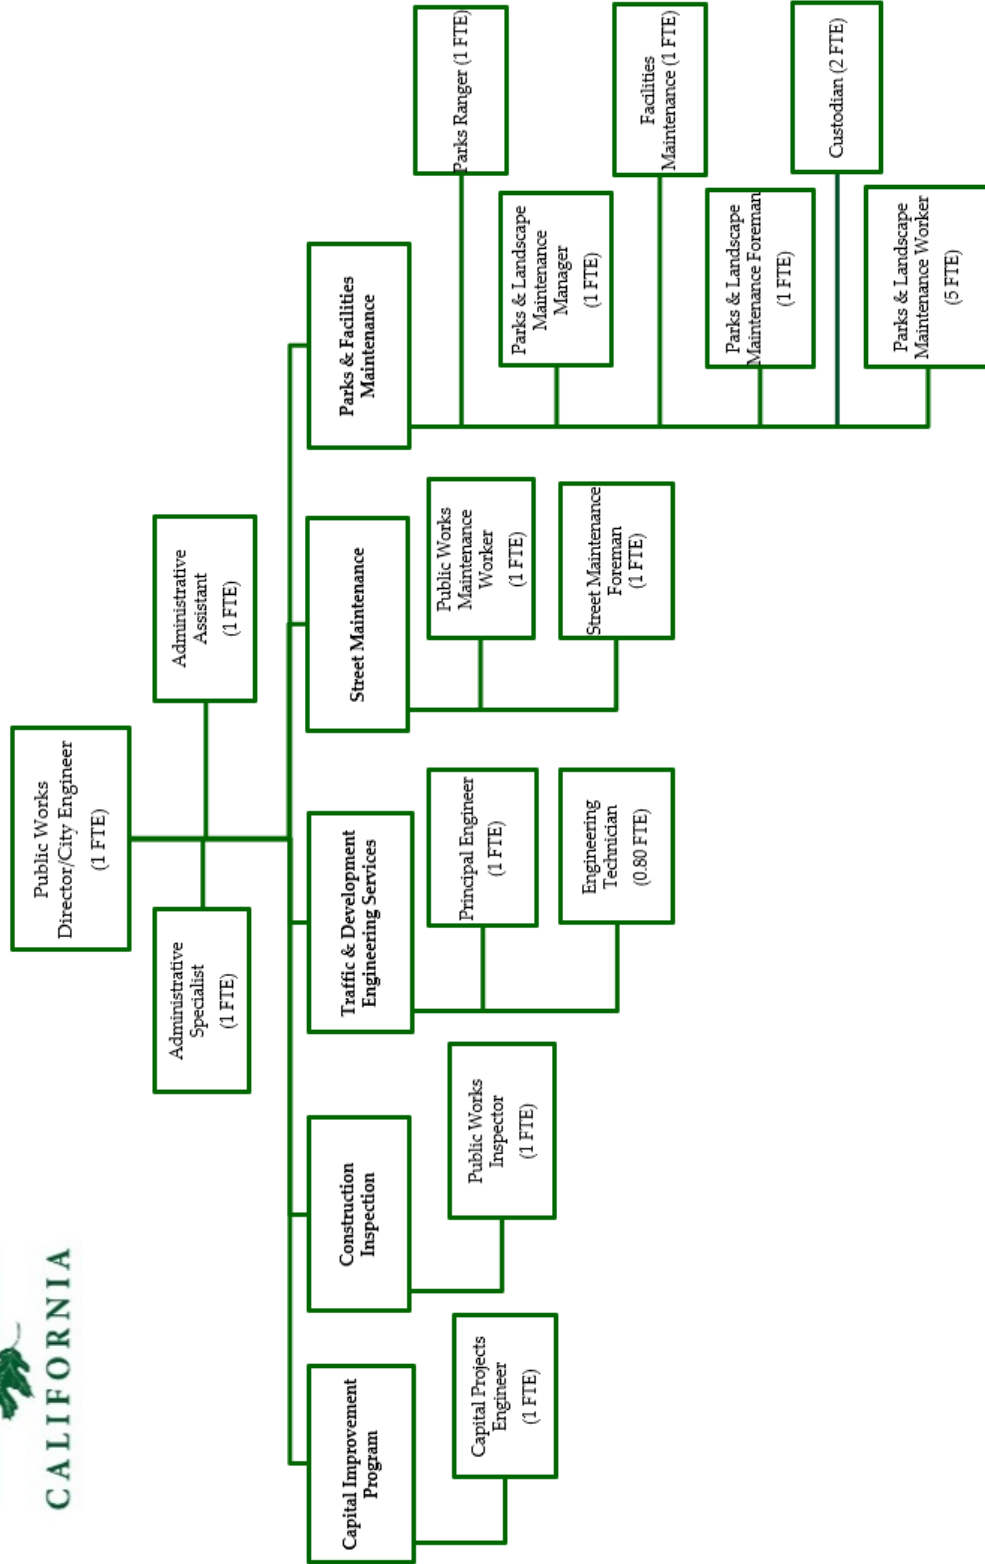 CALIFORNIA
Public Works
Director/City Engineer
(1 FTE)
Administrative
Specialist
(1 FTE)
Administrative
Assistant
(1 FTE)
Capital Improvement
Program
Capital Projects
Engineer
(1 FTE)
Construction
Inspection
Public Works
Inspector
(1 FTE)
Traffic & Development
Engineering Services
Principal Engineer
(1 FTE)
Engineering
Technician
(0.80 FTE)
Street Maintenance
Public Works
Maintenance
Worker
(1 FTE)
Street Maintenance
Foreman
(1 FTE)
Parks & Facilities
Maintenance
Parks Ranger (1 FTE)
Parks & Landscape
Maintenance
Manager
(1 FTE)
Facilities
Maintenance (1 FTE)
Parks & Landscape
Maintenance Foreman
(1 FTE)
Custodian (2 FTE)
Parks & Landscape
Maintenance Worker
(5 FTE)